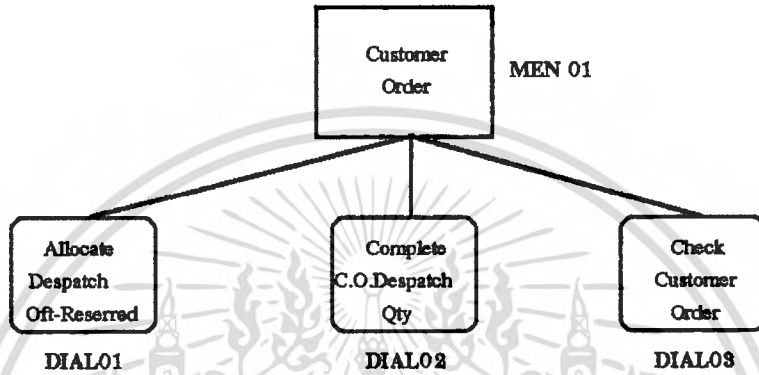 Customer
Order
MEN 01
Allocate
Despatch
Oft-Reserred
DIAL01
Complete
C.O.Despatch
Qty
DIAL02
Check
Customer
Order
DIAL03